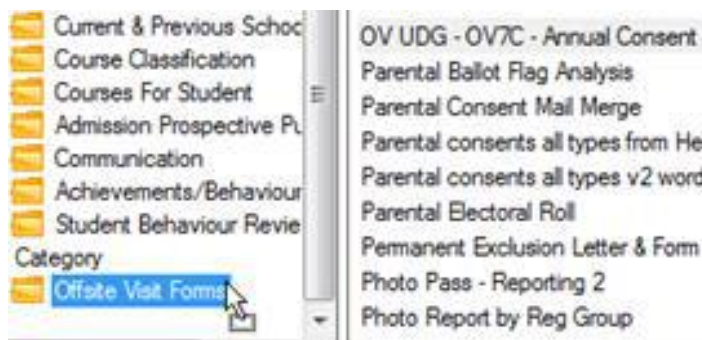 Current & Previous Schoo
Course Classification
Courses For Student
Admission Prospective Pu
Communication
Achievements/Behaviour
Student Behaviour Revie
Category
Offsite Visit Forms
OV UDG - OV7C - Annual Consent
Parental Ballot Flag Analysis
Parental Consent Mail Merge
Parental consents all types from He
Parental consents all types v2 word
Parental Electoral Roll
Permanent Exclusion Letter & Form
Photo Pass - Reporting 2
Photo Report by Reg Group